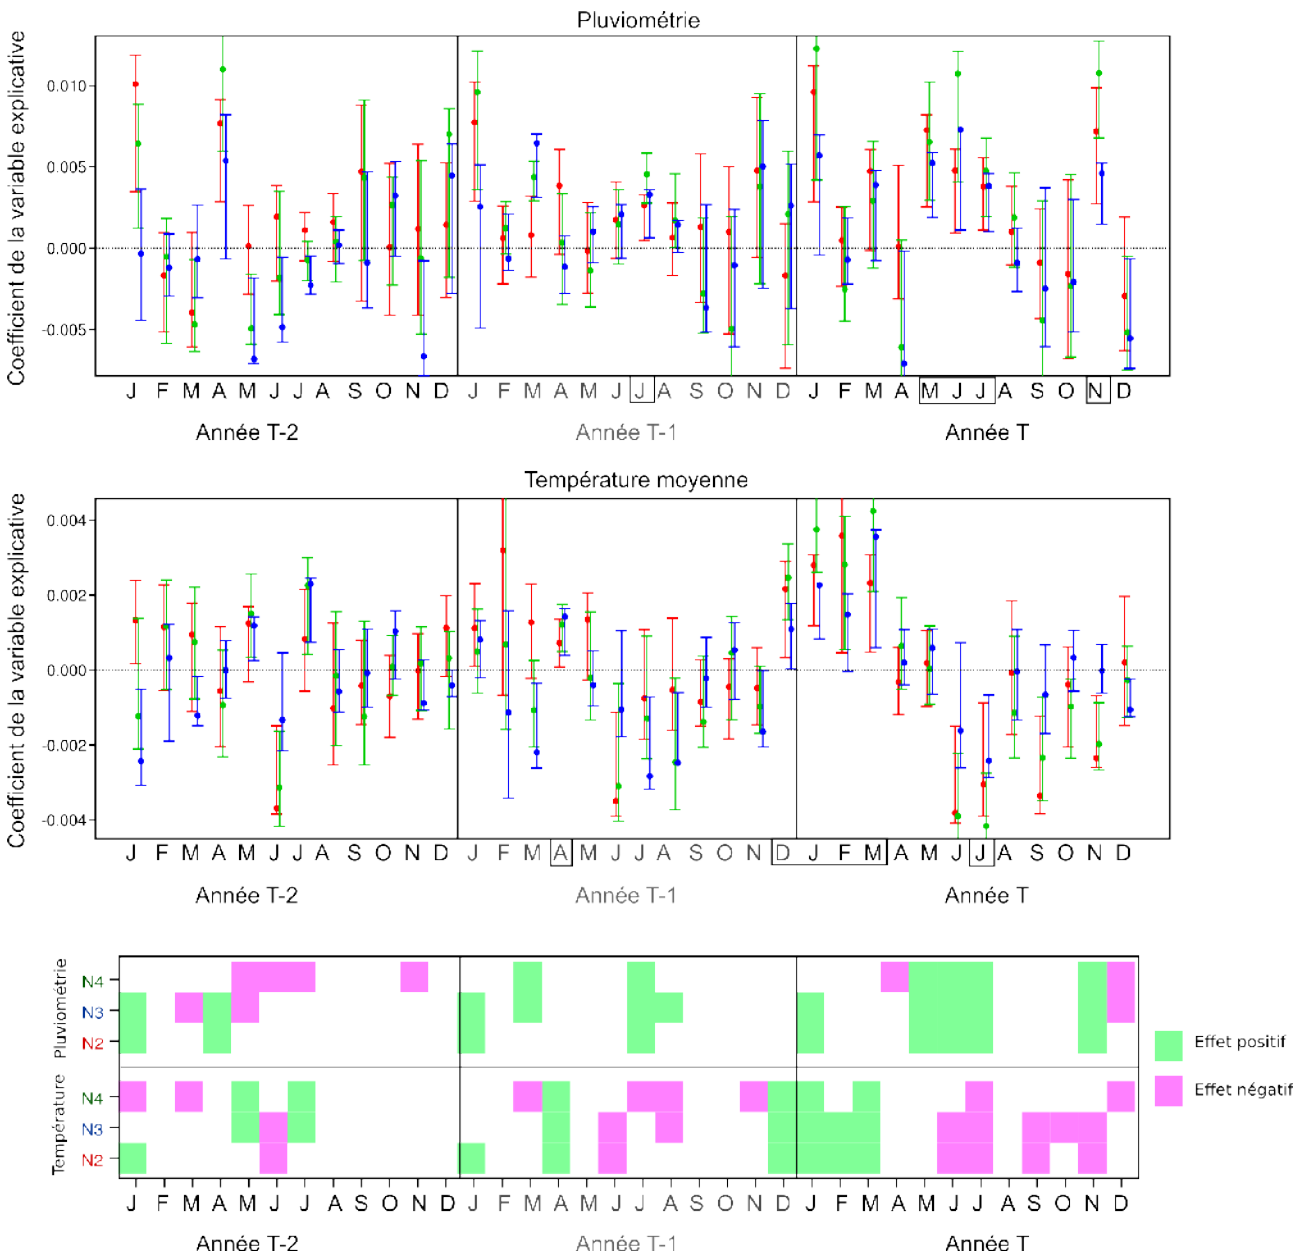 Pluviométrie
Coefficient de la variable explicative
0.010
0.005
0.000
-0.005
J F M A M J J A S O N D J F M A M J J A S O N D J F M A M J J A S O N D
Année T-2 Année T-1 Année T
Température moyenne
Coefficient de la variable explicative
0.004
0.002
0.000
-0.002
-0.004
J F M A M J J A S O N D J F M A M J J A S O N D J F M A M J J A S O N D
Année T-2 Année T-1 Année T
Pluviométrie
N4
N3
N2
Température
N4
N3
N2
Effet positif
Effet négatif
J F M A M J J A S O N D J F M A M J J A S O N D J F M A M J J A S O N D
Année T-2 Année T-1 Année T